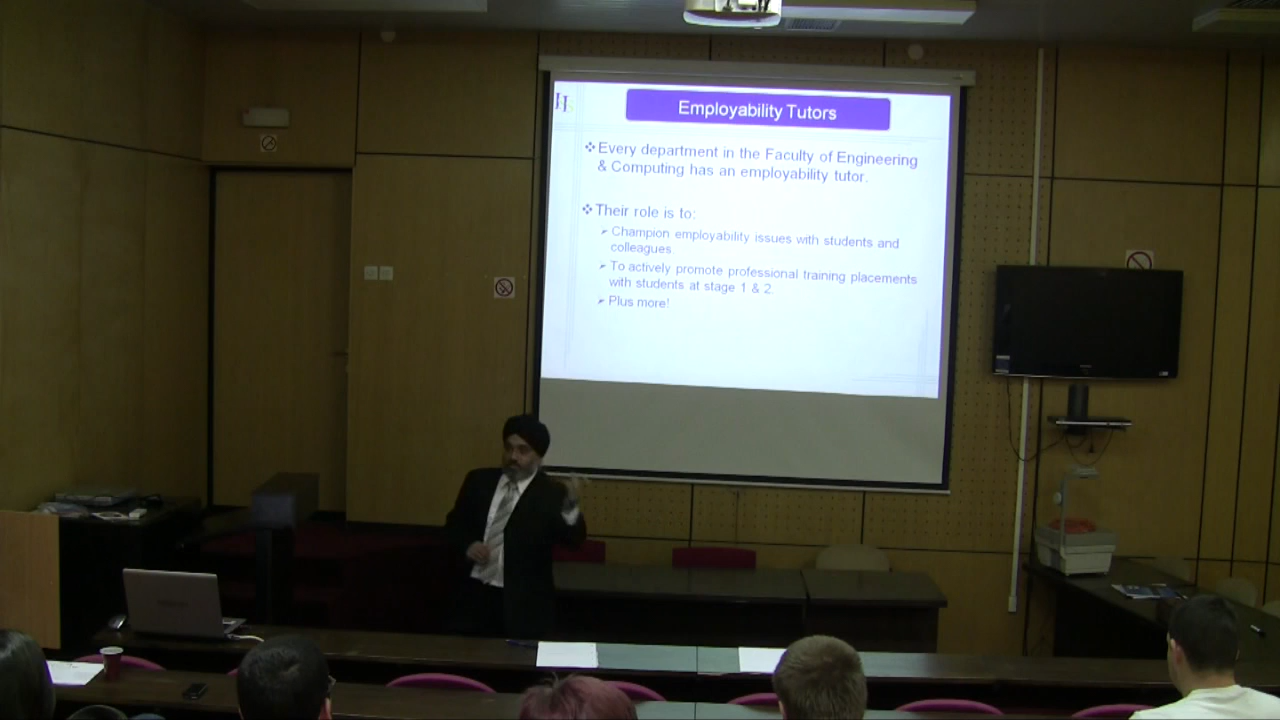 Employability Tutors
Every department in the Faculty of Engineering
& Computing has an employability tutor.
Their role is to:
Champion employability issues with students and
colleagues.
To actively promote professional training placements
with students at stage 1 & 2.
Plus more!